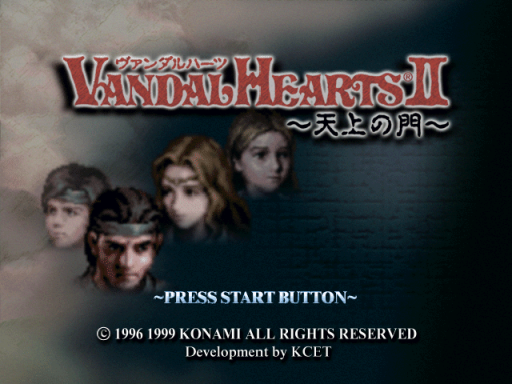 ヴァンダルハーツ
VANDAL HEARTS® II
～天上の門～
~PRESS START BUTTON~
© 1996 1999 KONAMI ALL RIGHTS RESERVED
Development by KCET